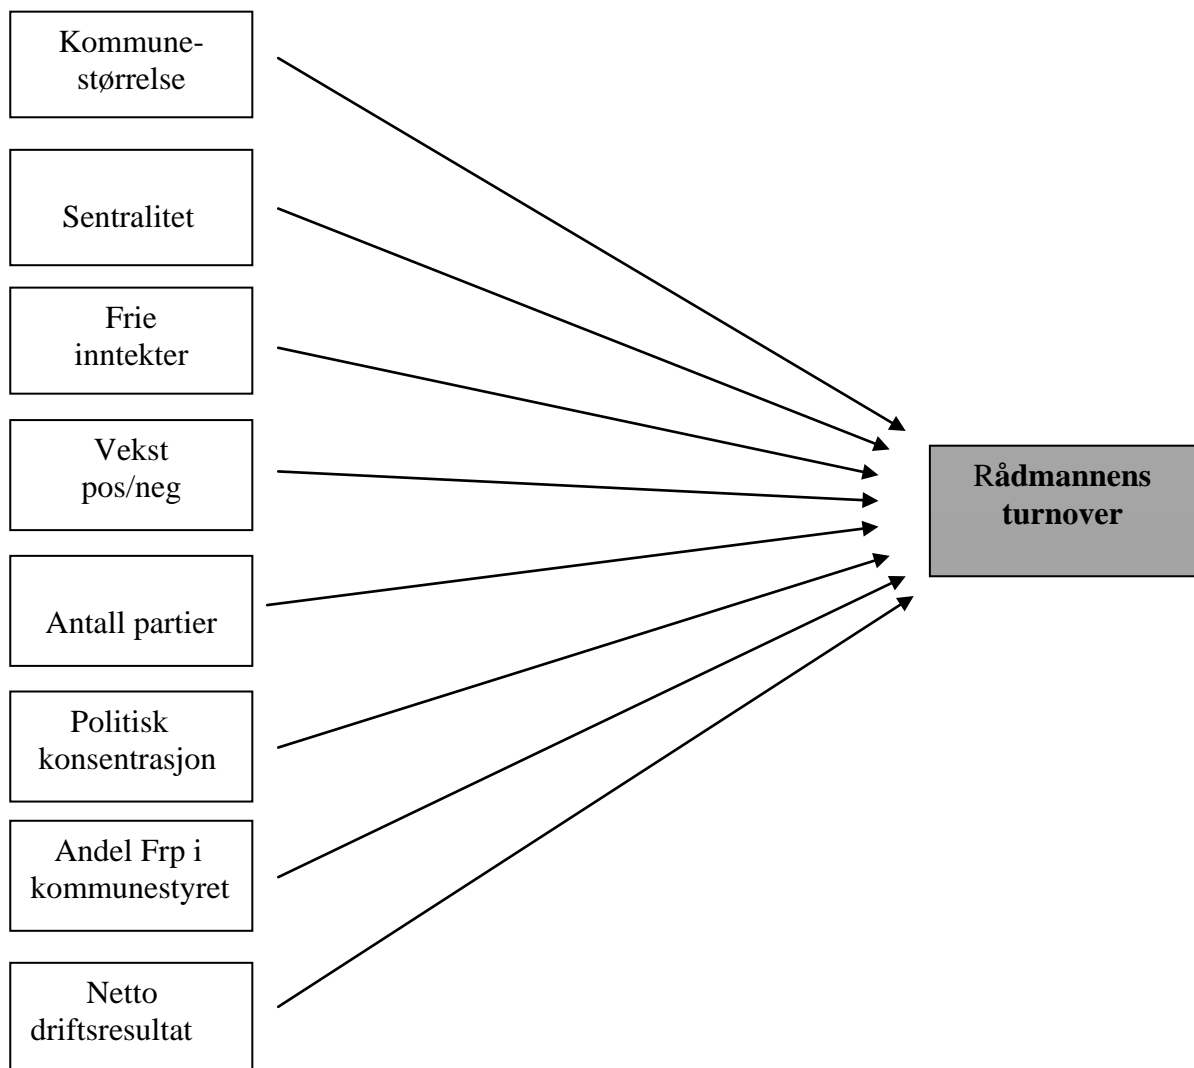 Kommune-
størrelse
Sentralitet
Frie
inntekter
Vekst
pos/neg
Antall partier
Politisk
konsentrasjon
Andel Frp i
kommunestyret
Netto
driftsresultat
Rådmannens
turnover